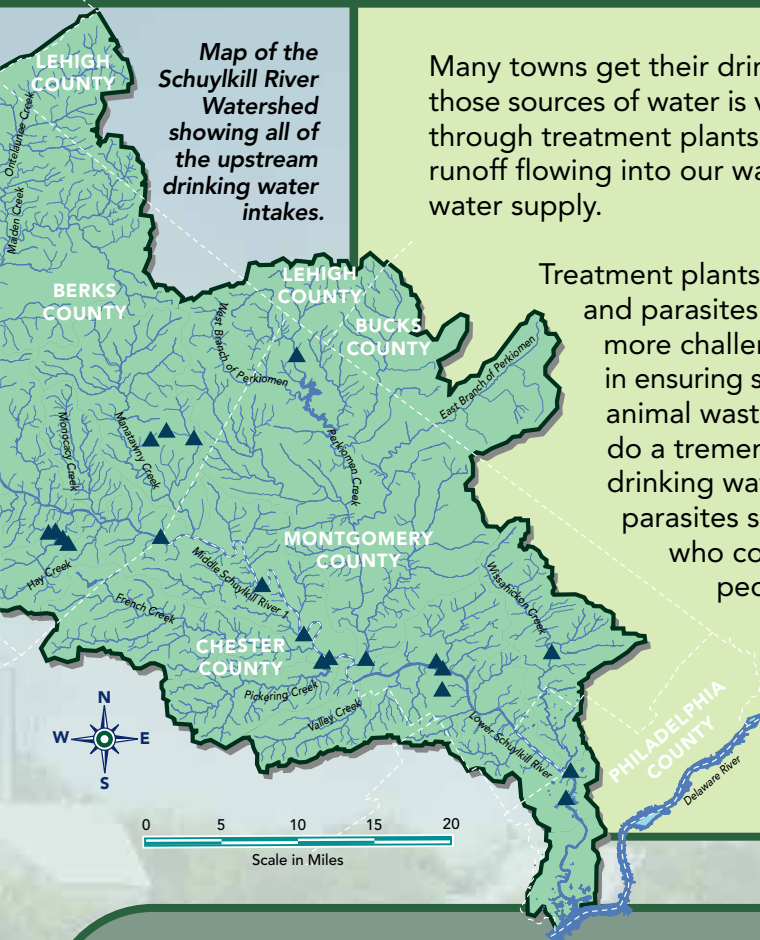 Map of the
Schuylkill River
Watershed
showing all of
the upstream
drinking water
intakes.
Many towns get their drin
those sources of water is v
through treatment plants
runoff flowing into our wa
water supply.
Treatment plants
and parasites
more challen
in ensuring s
animal wast
do a tremen
drinking wat
parasites s
who co
peo
LEHIGH
COUNTY
Ontelaunee Creek
Maiden Creek
BERKS
COUNTY
LEHIGH
COUNTY
BUCKS
COUNTY
West Branch of Perkiomen
East Branch of Perkiomen
Monocacy Creek
Manatawny Creek
Perkiomen Creek
MONTGOMERY
COUNTY
Hay Creek
Middle Schuylkill River 1
French Creek
Wissahickon Creek
CHESTER
COUNTY
Pickering Creek
Valley Creek
Lower Schuylkill River
PHILADELPHIA
COUNTY
Delaware River
N
W
E
S
0 5 10 15 20
Scale in Miles